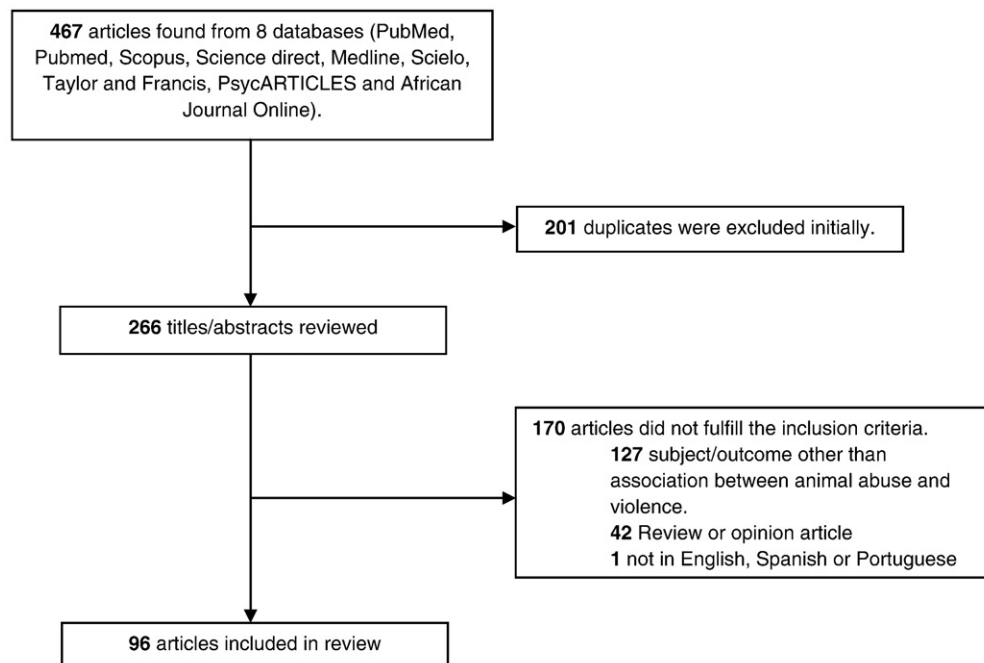 467 articles found from 8 databases (PubMed,
Pubmed, Scopus, Science direct, Medline, Scielo,
Taylor and Francis, PsycARTICLES and African
Journal Online).
201 duplicates were excluded initially.
266 titles/abstracts reviewed
170 articles did not fulfill the inclusion criteria.
127 subject/outcome other than
association between animal abuse and
violence.
42 Review or opinion article
1 not in English, Spanish or Portuguese
96 articles included in review